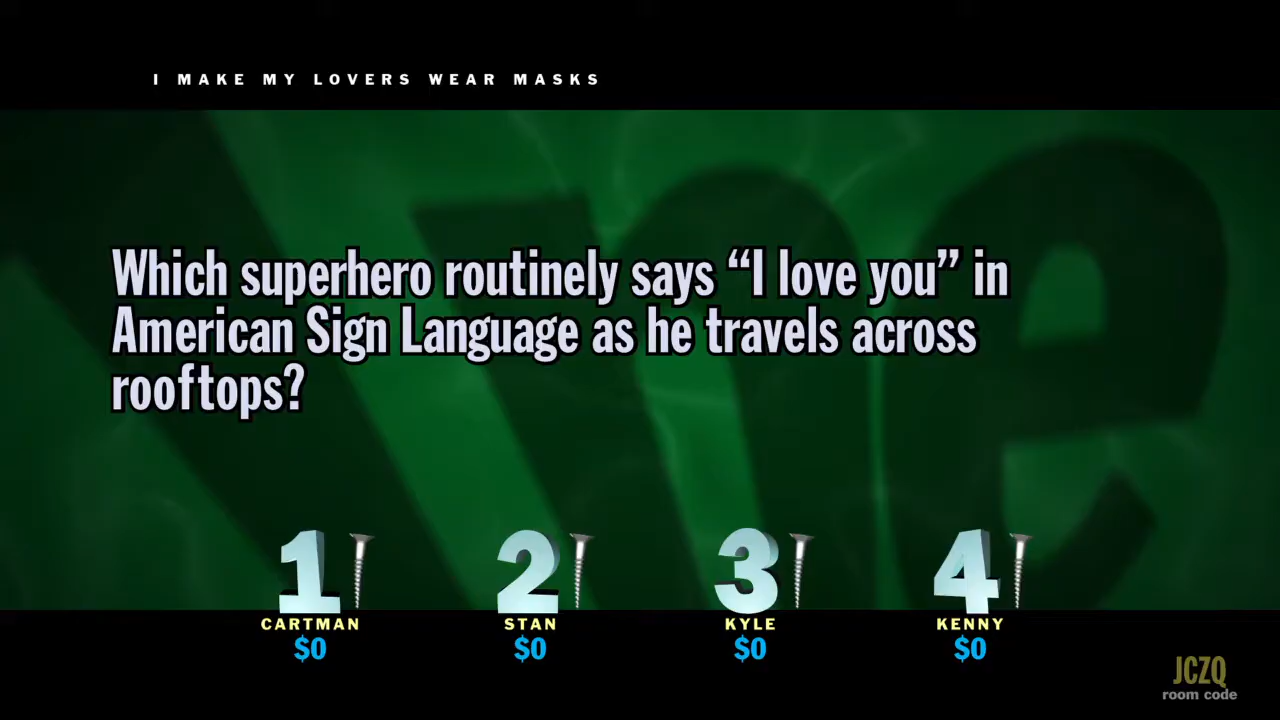 I MAKE MY LOVERS WEAR MASKS
Which superhero routinely says “I love you” in
American Sign Language as he travels across
rooftops?
1 2 3 4
CARTMAN STAN KYLE KENNY
$0 $0 $0 $0
JCZQ
room code